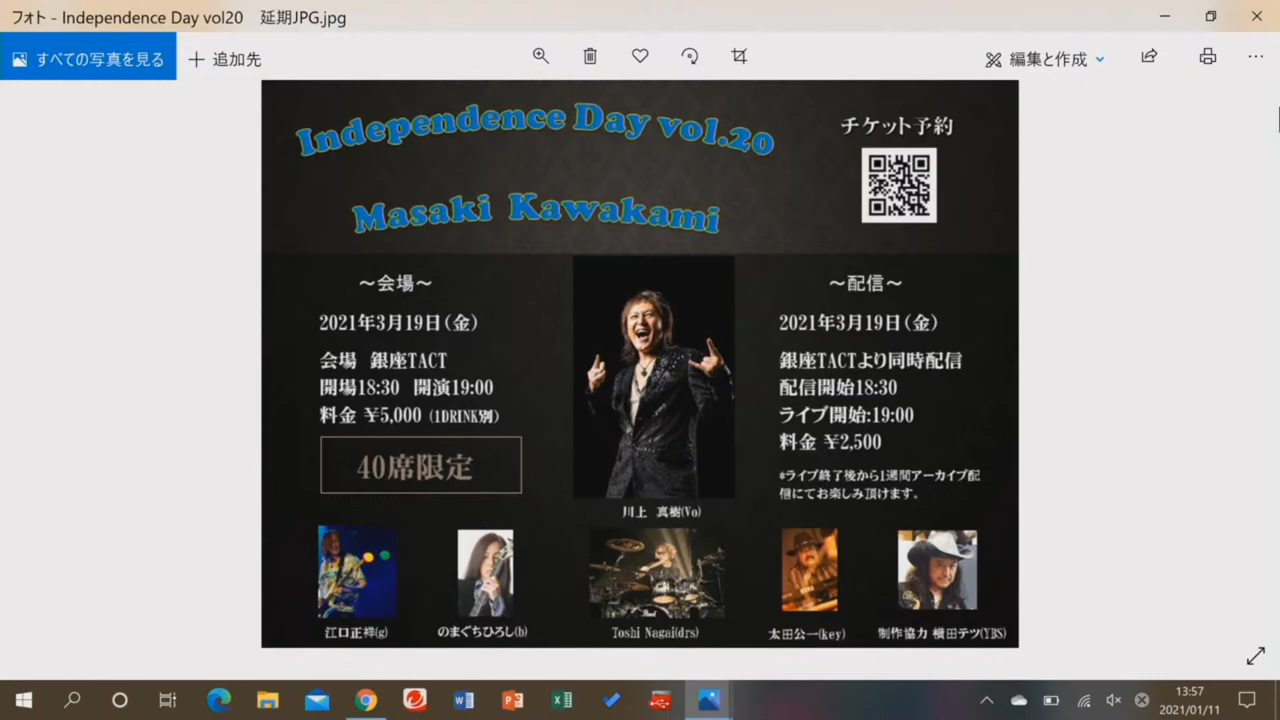 フォト - Independence Day vol20 延期JPG.jpg
すべての写真を見る
追加先
編集と作成
Independence Day vol.20
Masaki Kawakami
チケット予約
～会場～
2021年3月19日(金)
会場 銀座TACT
開場18:30 開演19:00
料金 ￥5,000 (1DRINK別)
40席限定
～配信～
2021年3月19日(金)
銀座TACTより同時配信
配信開始18:30
ライブ開始:19:00
料金 ￥2,500
*ライブ終了後から1週間アーカイブ配
信にてお楽しみ頂けます。
川上 真樹(Vo)
江口正祥(g)
のまぐちひろし(b)
Toshi Nagai(drs)
太田公一(key)
制作協力 横田テツ(YBS)
13:57
2021/01/11